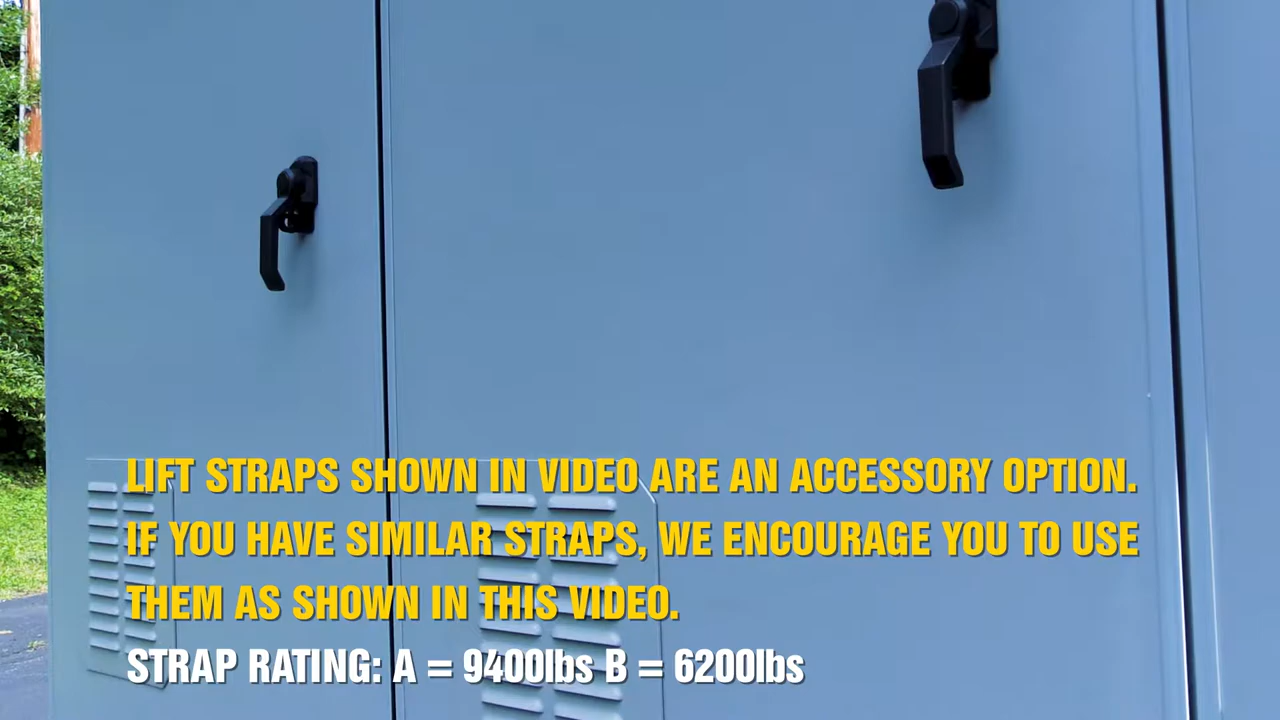 LIFT STRAPS SHOWN IN VIDEO ARE AN ACCESSORY OPTION.
IF YOU HAVE SIMILAR STRAPS, WE ENCOURAGE YOU TO USE
THEM AS SHOWN IN THIS VIDEO.
STRAP RATING: A = 9400lbs B = 6200lbs